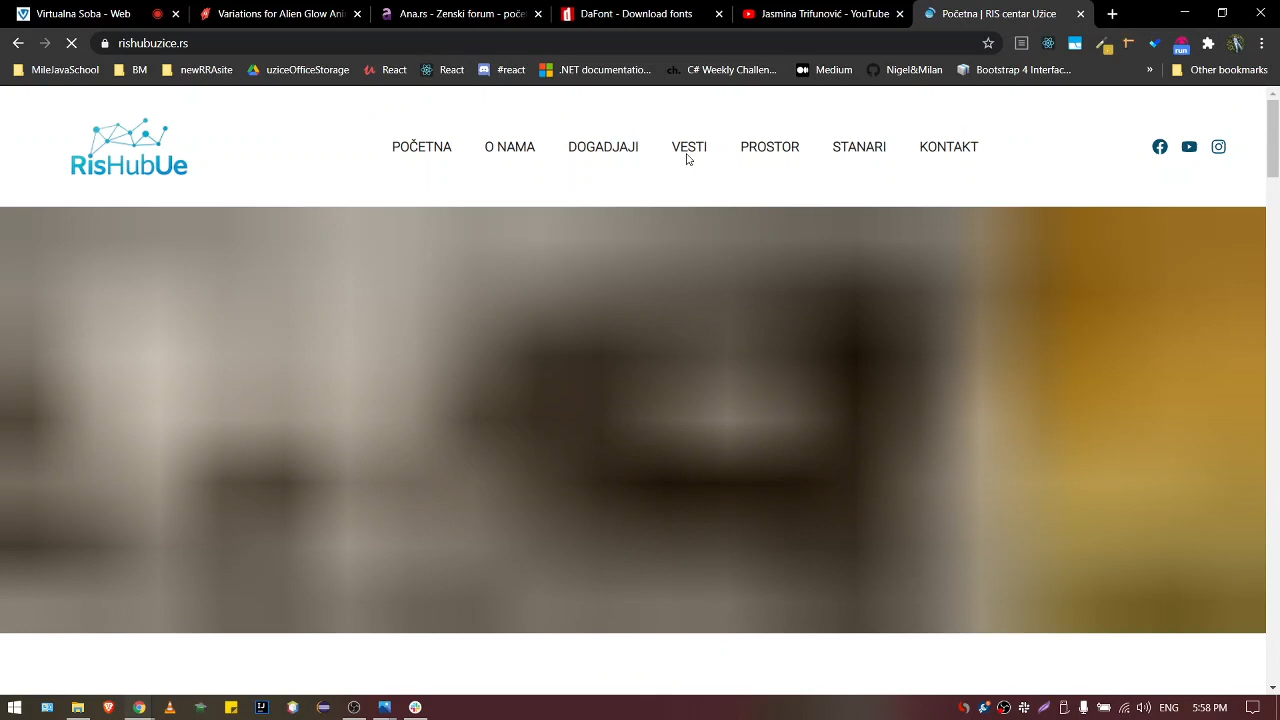 Virtualna Soba - Web
Variations for Alien Glow Ani
Ana.rs - Zenski forum - poče
DaFont - Download fonts
Jasmina Trifunović - YouTube
Početna | RIS centar Užice
rishubuzice.rs
run
MladavaSchool
BM
newRRAsite
uziceOfficeStorage
React
React
#react
.NET documentatio...
ch.
C# Weekly Challen...
Medium
Nigel&Milan
Bootstrap 4 Interfac...
»
Other bookmarks
RisHubUe
POČETNA
O NAMA
DOGADJAJI
VESTI
PROSTOR
STANARI
KONTAKT
ENG
5:58 PM